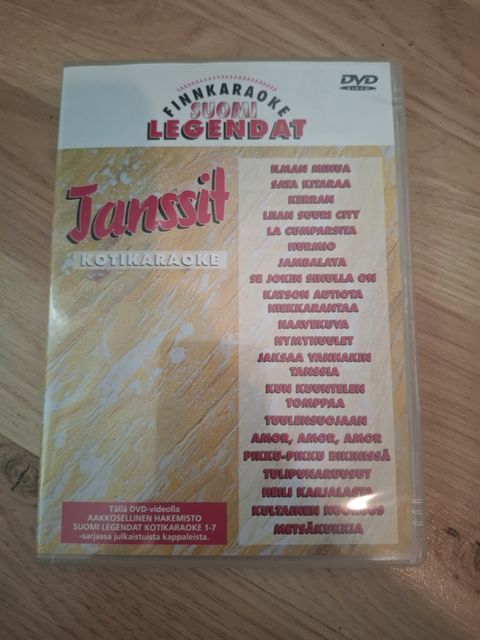 FINNKARAOKE
SUOMI
LEGENDAT
DVD
VIDEO
Tanssit
KOTIKARAOKE
ILMAN MINUA
SATA KITARAA
KERRAN
LIIAN SUURI CITY
LA CUMPARSITA
HURMIO
JAMBALAYA
SE JOKIN SINULLA ON
KATSON AUTIOTA
HIEKKARANTAA
HAAVEKUVA
HYMYHUULET
JAKSAA VANHAKIN
TANSSIA
KUN KUUNTELEN
TOMPPAA
TUULENSUOJAAN
AMOR, AMOR, AMOR
PIKKU-PIKKU BIKINISSÄ
TULIPUNARUUSUT
HEILI KARJALASTA
KULTAINEN NUORUUS
METSÄKUKKIA
Tällä DVD-videolla
AAKKOSELLINEN HAKEMISTO
SUOMI LEGENDAT KOTIKARAOKE 1-7
-sarjassa julkaistuista kappaleista.